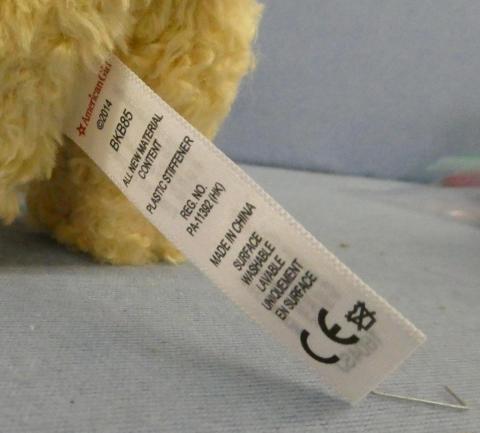 American Girl
©2014
BKB85
ALL NEW MATERIAL
CONTENT
PLASTIC STIFFENER
REG. NO.
PA-11392 (HK)
MADE IN CHINA
SURFACE
WASHABLE
LAVABLE
UNIQUEMENT
EN SURFACE
CE